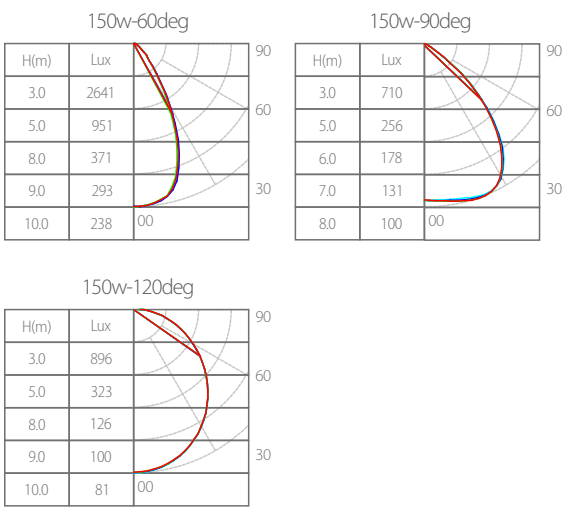 150w-60deg
H(m) Lux 90
3.0 2641
5.0 951 60
8.0 371
9.0 293 30
10.0 238 00
150w-90deg
H(m) Lux 90
3.0 710
5.0 256 60
6.0 178
7.0 131 30
8.0 100 00
150w-120deg
H(m) Lux 90
3.0 896
5.0 323 60
8.0 126
9.0 100 30
10.0 81 00